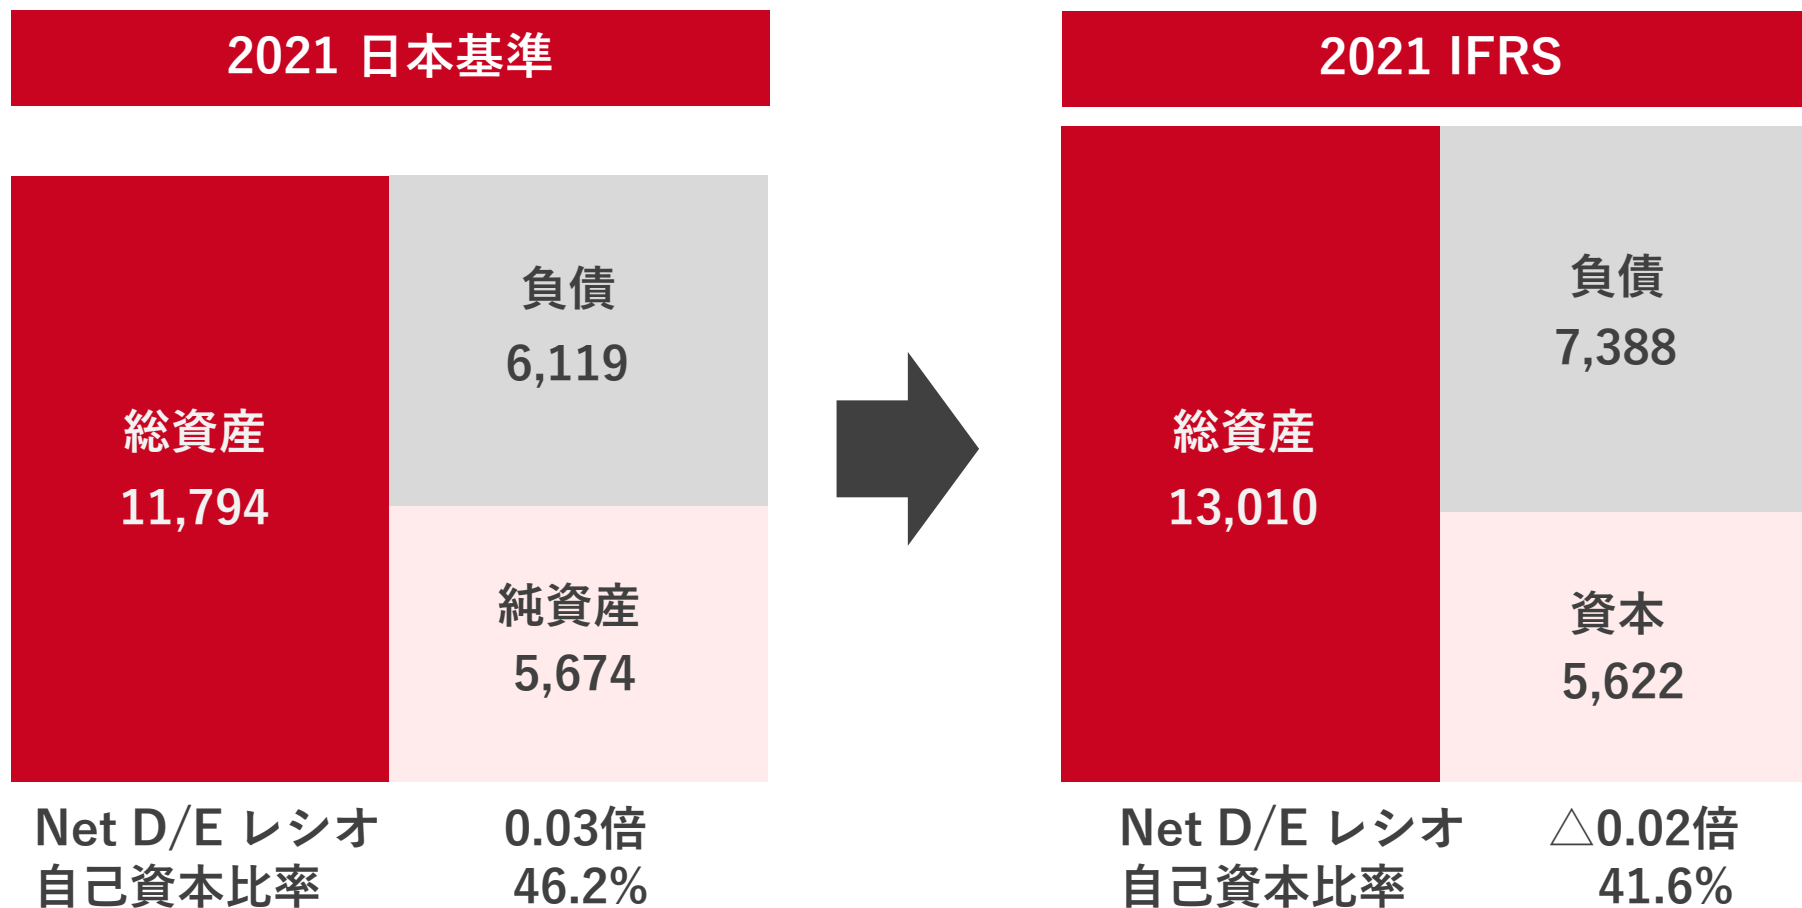 2021 日本基準
総資産
11,794
負債
6,119
純資産
5,674
Net D/E レシオ 0.03倍
自己資本比率 46.2%
2021 IFRS
総資産
13,010
負債
7,388
資本
5,622
Net D/E レシオ △0.02倍
自己資本比率 41.6%